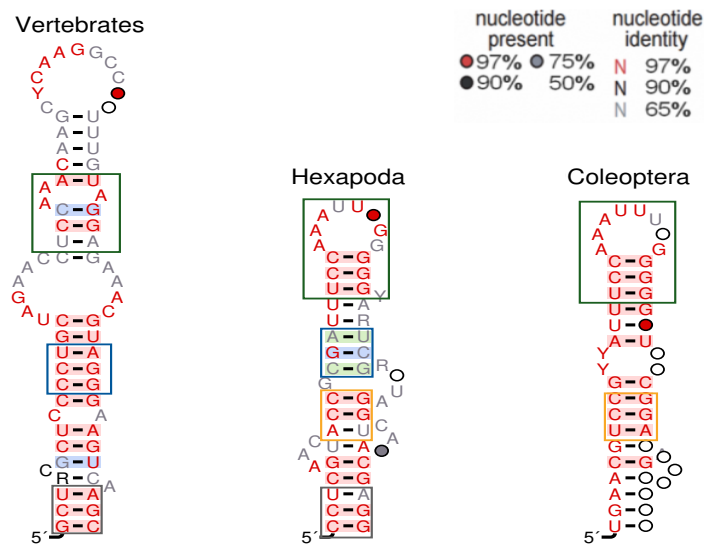 Vertebrates
nucleotide present
97% 75%
90% 50%
nucleotide identity
N 97%
N 90%
N 65%
Hexapoda
Coleoptera
A A G
C G
A C
C C
Y
C
G U
A U
A U
C G
A U
A A
A C G
C G
U A
C C G
A A
A A
G A C
A U
C G
G U
U A
C G
C G
C G
C A
U A
C G
G U
C R C
U A A
C G
G C
5´
U U
A
A G
A G
C G
C G
U G
U Y
U A
U R
A U
G C
C G R
G U
C G A
C G
A U C
C U A
A G C
A C G
U A
C G
C G
5´
U U
A U
A
A G
C G
C G
U G
U G
U
A U
Y
Y
G C
C G
C G
U A
G
C G
A
A
G
U
5´